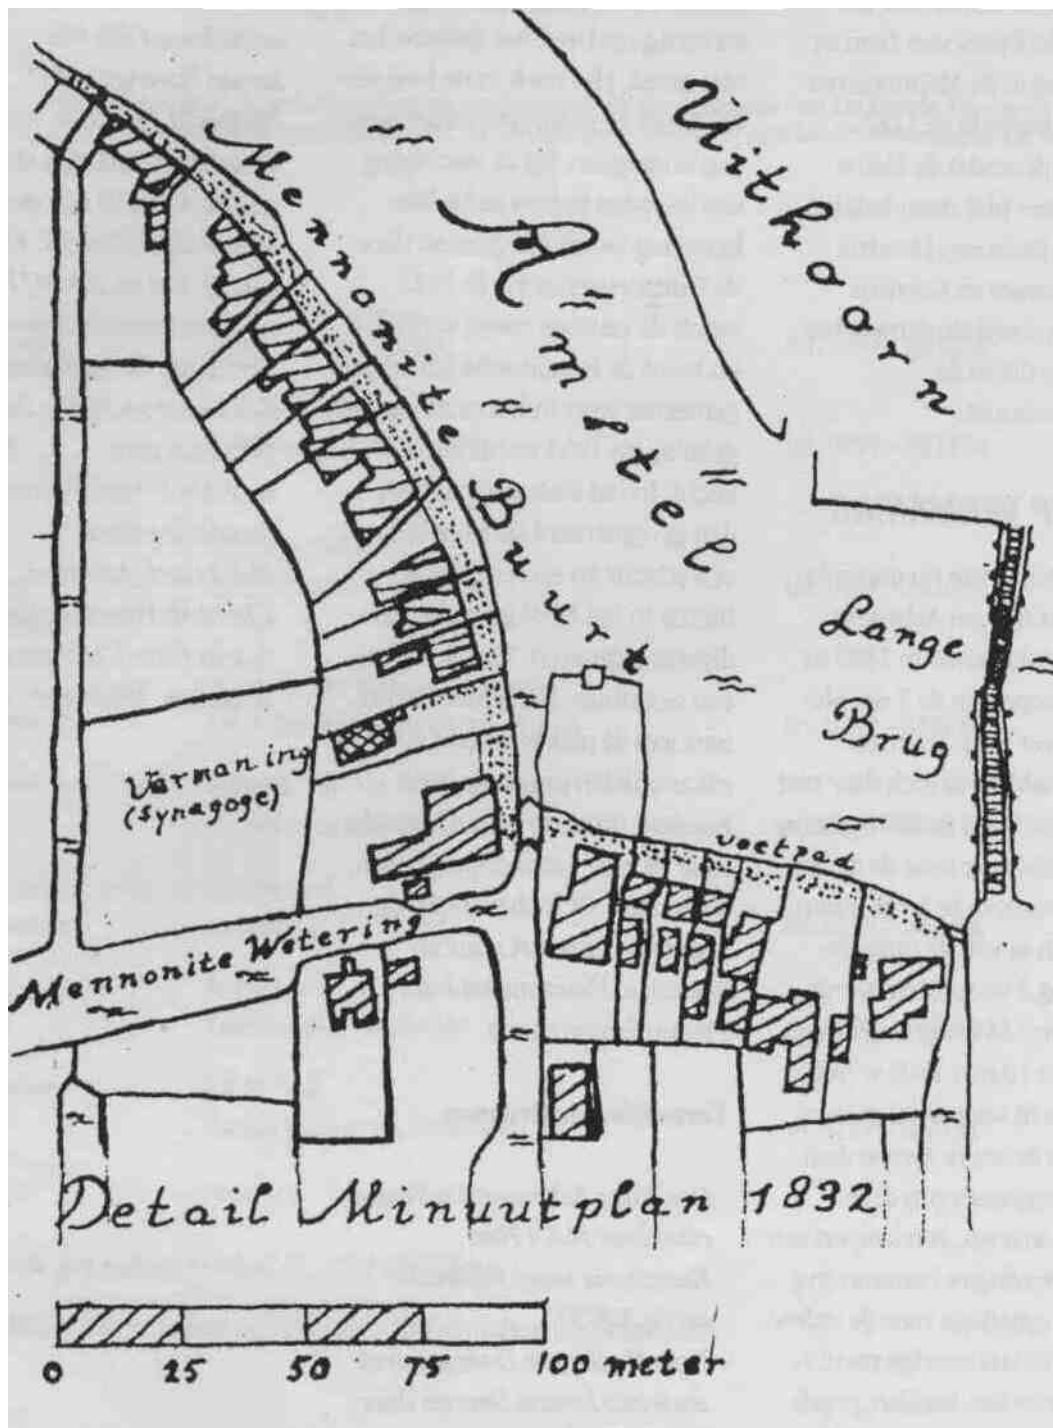 Uithoorn
Mennonite Buurt
Amstel
Lange
Brug
Vermaning
(Synagoge)
voetpad
Mennonite Wetering
Detail Minuutplan 1832
0 25 50 75 100 meter